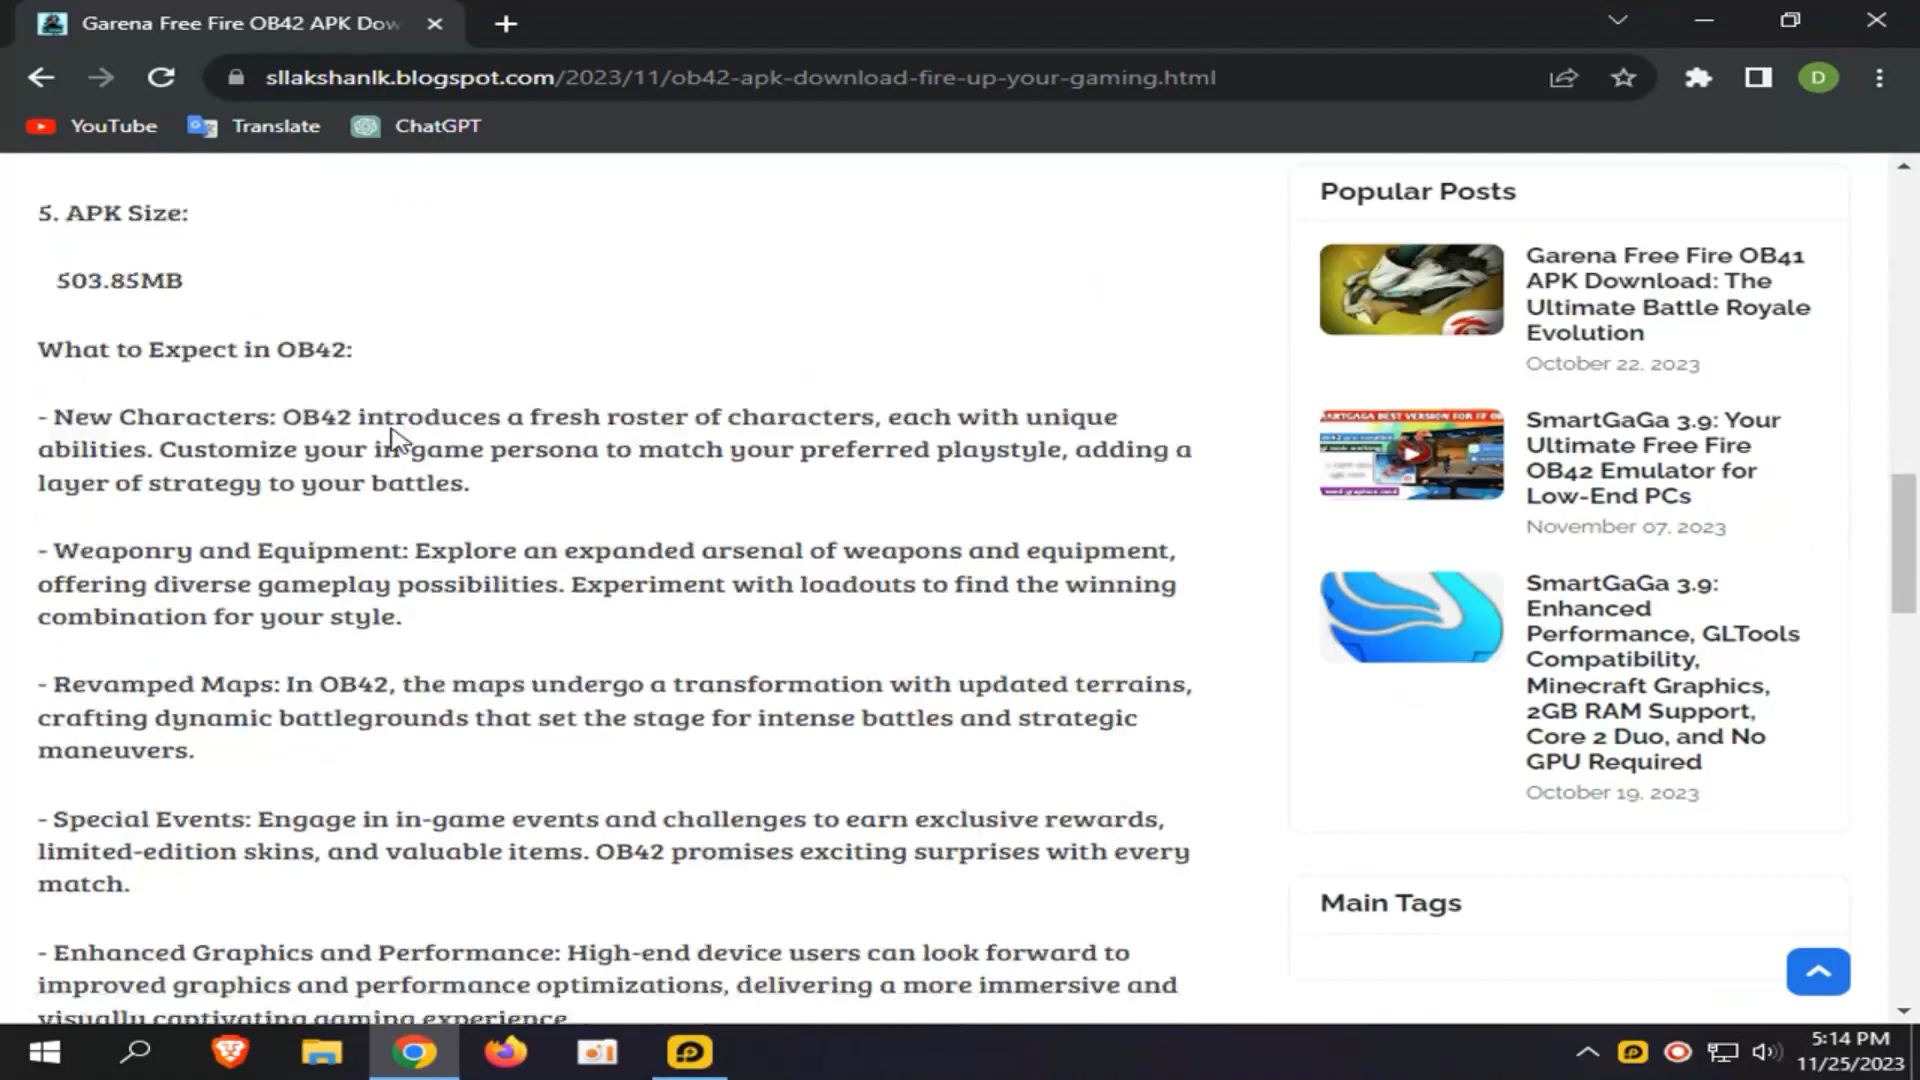 Garena Free Fire OB42 APK Dow
sllakshanlk.blogspot.com/2023/11/ob42-apk-download-fire-up-your-gaming.html
D
YouTube
Translate
ChatGPT
5. APK Size:
503.85MB
What to Expect in OB42:
- New Characters: OB42 introduces a fresh roster of characters, each with unique
abilities. Customize your in-game persona to match your preferred playstyle, adding a
layer of strategy to your battles.
- Weaponry and Equipment: Explore an expanded arsenal of weapons and equipment,
offering diverse gameplay possibilities. Experiment with loadouts to find the winning
combination for your style.
- Revamped Maps: In OB42, the maps undergo a transformation with updated terrains,
crafting dynamic battlegrounds that set the stage for intense battles and strategic
maneuvers.
- Special Events: Engage in in-game events and challenges to earn exclusive rewards,
limited-edition skins, and valuable items. OB42 promises exciting surprises with every
match.
- Enhanced Graphics and Performance: High-end device users can look forward to
improved graphics and performance optimizations, delivering a more immersive and
visually captivating gaming experience
Popular Posts
Garena Free Fire OB41
APK Download: The
Ultimate Battle Royale
Evolution
October 22, 2023
SmartGaGa 3.9: Your
Ultimate Free Fire
OB42 Emulator for
Low-End PCs
November 07, 2023
SmartGaGa 3.9:
Enhanced
Performance, GLTools
Compatibility,
Minecraft Graphics,
2GB RAM Support,
Core 2 Duo, and No
GPU Required
October 19, 2023
Main Tags
5:14 PM
11/25/2023